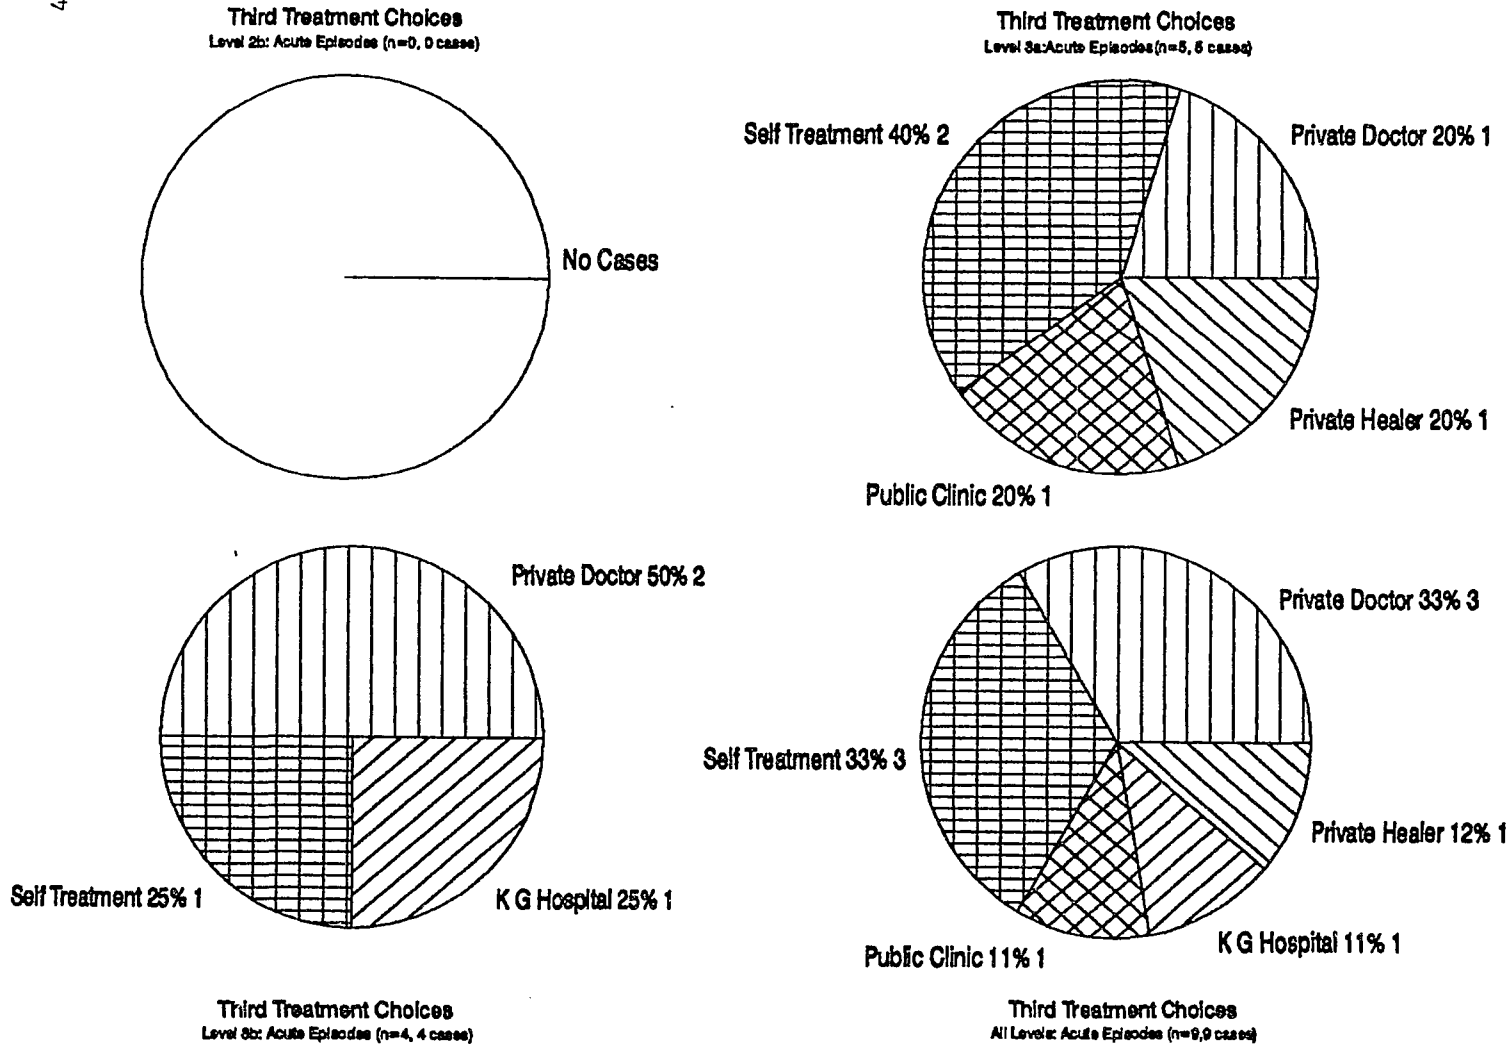 4
Third Treatment Choices
Level 2b: Acute Episodes (n=0, 0 cases)
No Cases
Third Treatment Choices
Level 3a:Acute Episodes(n=5, 5 cases)
Self Treatment 40% 2
Private Doctor 20% 1
Private Healer 20% 1
Public Clinic 20% 1
Private Doctor 50% 2
Self Treatment 25% 1
K G Hospital 25% 1
Third Treatment Choices
Level 3b: Acute Episodes (n=4, 4 cases)
Private Doctor 33% 3
Self Treatment 33% 3
Private Healer 12% 1
K G Hospital 11% 1
Public Clinic 11% 1
Third Treatment Choices
All Levels: Acute Episodes (n=9,9 cases)